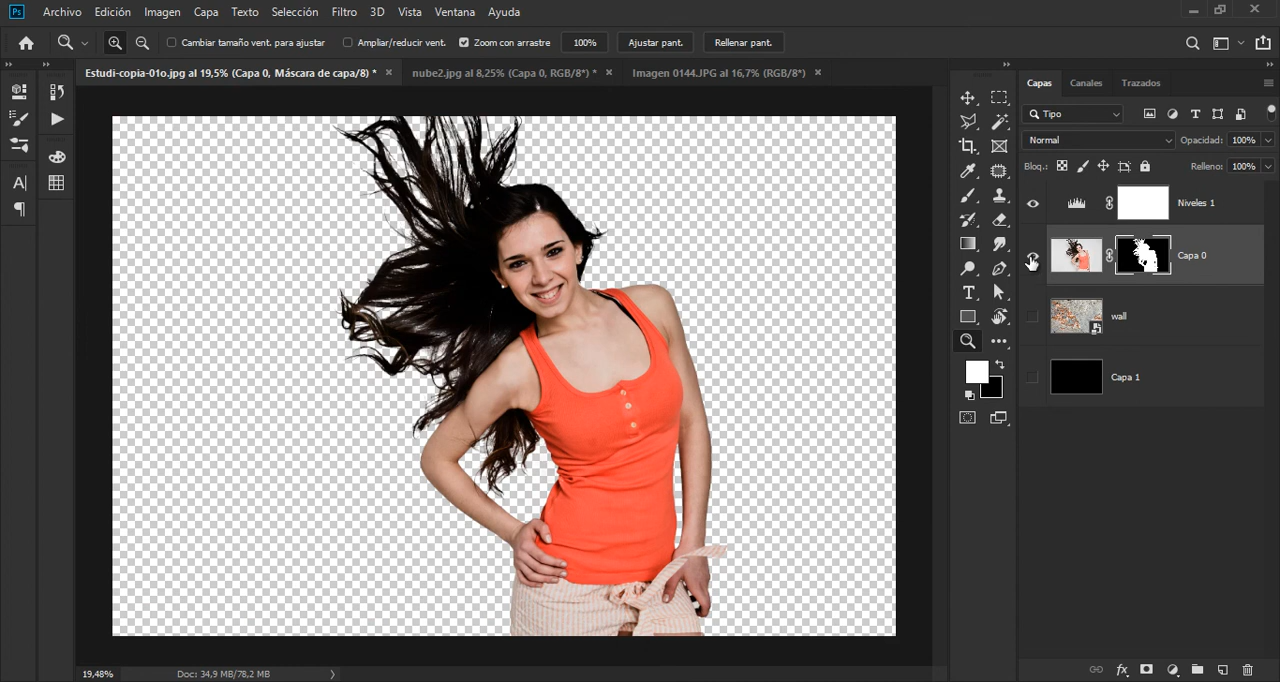 Ps Archivo Edición Imagen Capa Texto Selección Filtro 3D Vista Ventana Ayuda
Cambiar tamaño vent. para ajustar Ampliar/reducir vent. Zoom con arrastre 100% Ajustar pant. Rellenar pant.
Estudi-copia-01o.jpg al 19,5% (Capa 0, Máscara de capa/8) * × nube2.jpg al 8,25% (Capa 0, RGB/8*) * × Imagen 0144.JPG al 16,7% (RGB/8*) ×
Capas Canales Trazados
Tipo
Normal Opacidad: 100%
Bloq.: Relleno: 100%
Niveles 1
Capa 0
wall
Capa 1
19,48% Doc: 34,9 MB/78,2 MB